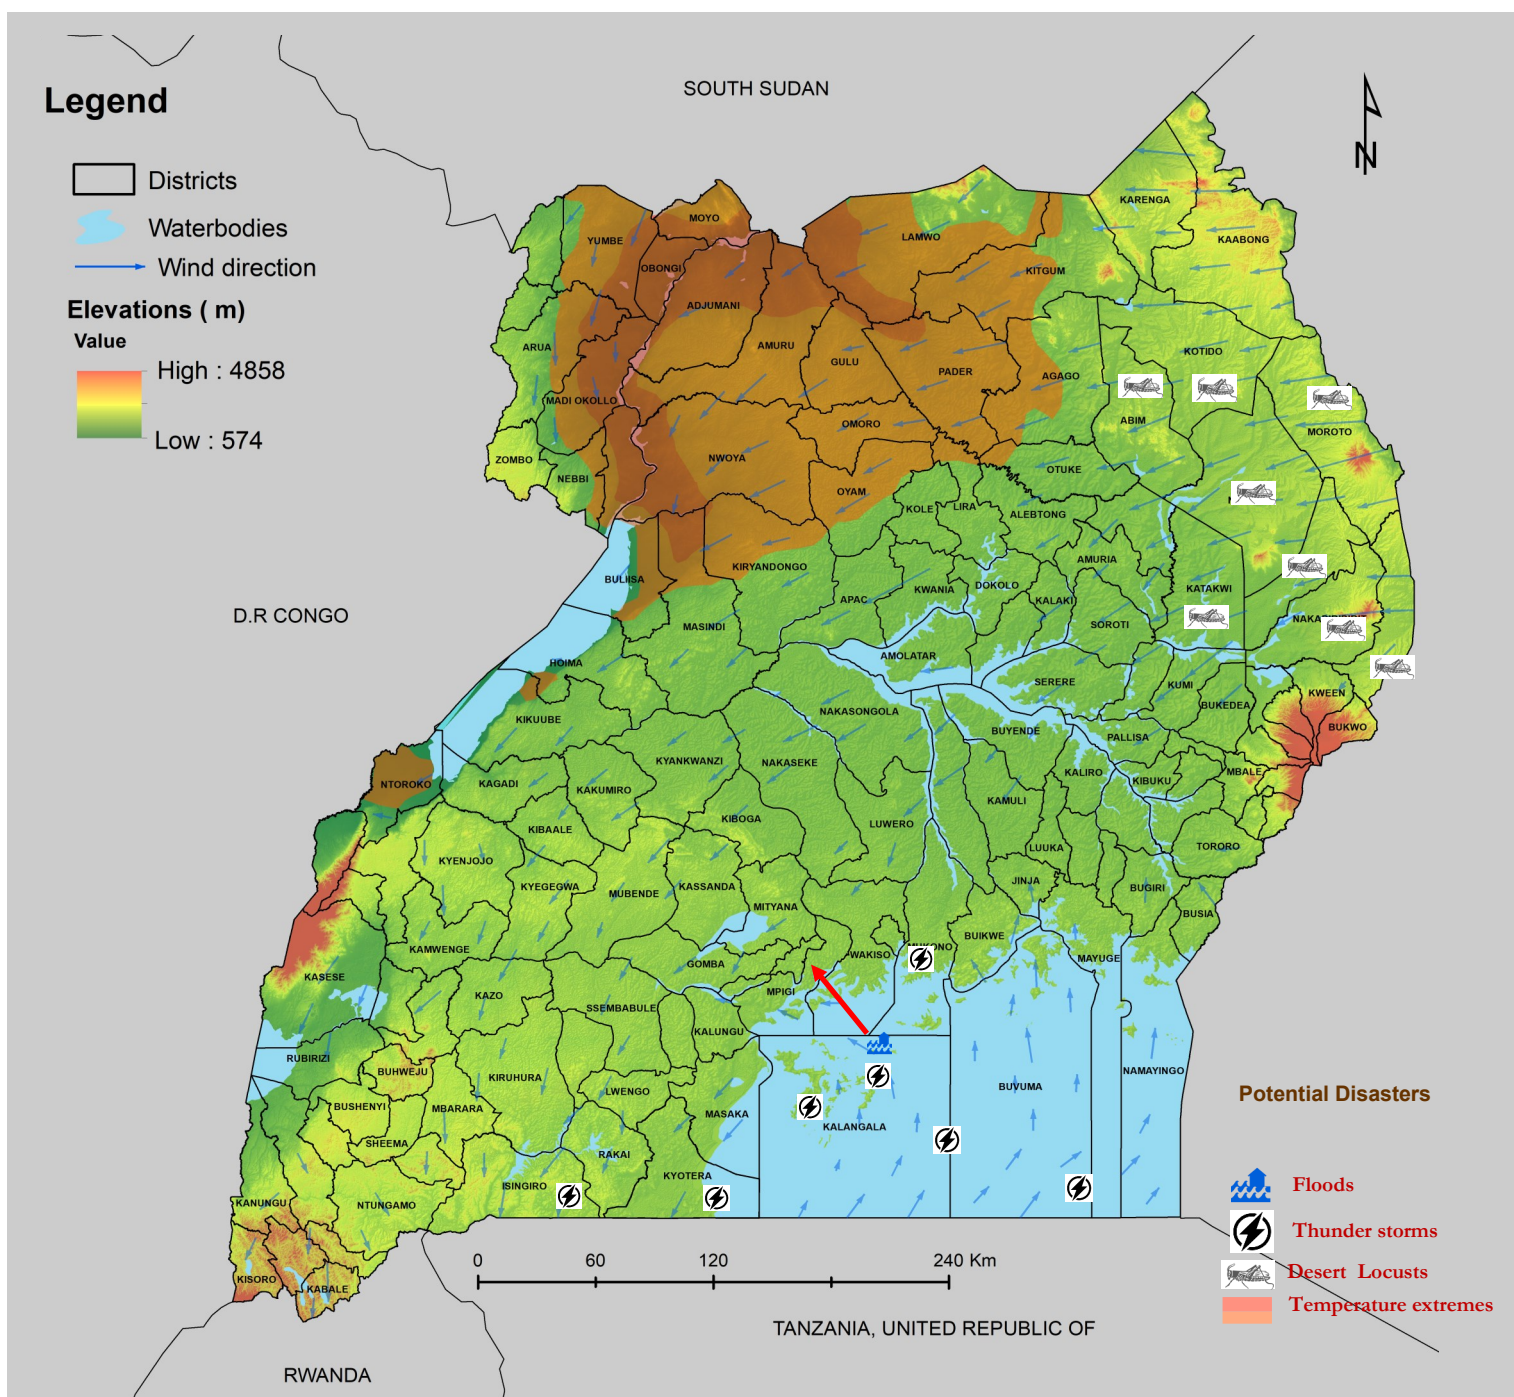 SOUTH SUDAN
Legend
N
Districts
Waterbodies
Wind direction
Elevations ( m)
Value
High : 4858
Low : 574
KARENGA
MOYO
YUMBE
LAMWO
KAABONG
OBONGI
KITGUM
ADJUMANI
ARUA
AMURU
GULU
KOTIDO
PADER
AGAGO
MADI OKOLLO
ABIM
OMORO
MOROTO
NWOYA
ZOMBO
OTUKE
NEBBI
OYAM
KOLE
LIRA
ALEBTONG
AMURIA
KIRYANDONGO
BULIISA
DOKOLO
KWANIA
KATAKWI
APAC
KALAKI
D.R CONGO
MASINDI
SOROTI
AMOLATAR
HOIMA
SERERE
KUMI
KWEEN
BUKEDEA
NAKASONGOLA
KIKUUBE
BUYENDE
BUKWO
PALLISA
KYANKWANZI
NAKASEKE
KALIRO
MBALE
NTOROKO
KAGADI
KIBUKU
KAKUMIRO
KAMULI
KIBOGA
LUWERO
KIBAALE
LUUKA
TORORO
KYENJOJO
KYEGEGWA
MUBENDE
KASSANDA
JINJA
BUGIRI
MITYANA
BUSIA
BUIKWE
KAMWENGE
WAKISO
MAYUGE
GOMBA
KASESE
MPIGI
KAZO
SSEMBABULE
KALUNGU
RUBIRIZI
BUHWEJU
KIRUHURA
BUVUMA
NAMAYINGO
LWENGO
Potential Disasters
BUSHENYI
MBARARA
MASAKA
KALANGALA
SHEEMA
RAKAI
KYOTERA
ISINGIRO
Floods
KANUNGU
NTUNGAMO
Thunder storms
0 60 120 240 Km
Desert Locusts
KISORO
KABALE
Temperature extremes
TANZANIA, UNITED REPUBLIC OF
RWANDA